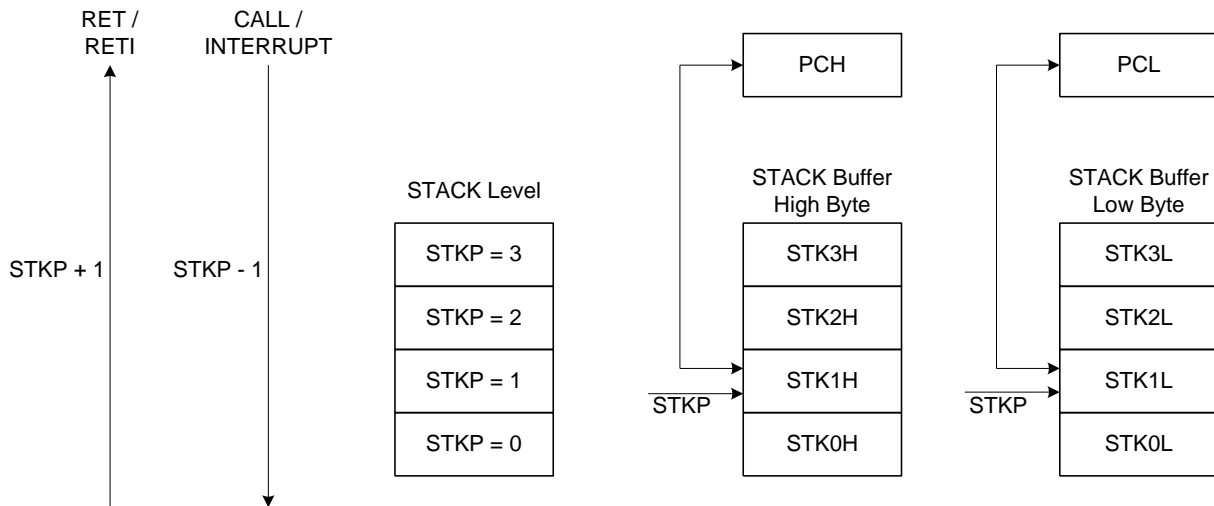 RET /
RETI
CALL /
INTERRUPT
PCH
PCL
STACK Level
STACK Buffer
High Byte
STACK Buffer
Low Byte
STKP + 1
STKP - 1
STKP = 3
STK3H
STK3L
STKP = 2
STK2H
STK2L
STKP = 1
STK1H
STK1L
STKP
STKP
STKP = 0
STK0H
STK0L